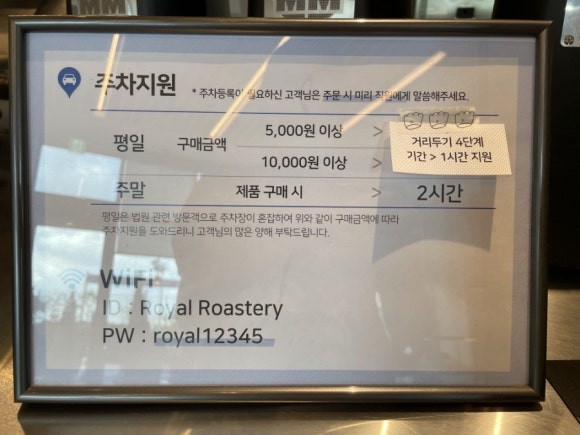 주차지원
* 주차등록이 필요하신 고객님은 주문 시 미리 직원에게 말씀해주세요.
평일 구매금액 5,000원 이상 >
10,000원 이상 >
거리두기 4단계
기간 > 1시간 지원
주말 제품 구매 시 > 2시간
평일은 법원 관련 방문객으로 주차장이 혼잡하여 위와 같이 구매금액에 따라
주차지원을 도와드리니 고객님의 많은 양해 부탁드립니다.
WiFi
ID : Royal Roastery
PW : royal12345